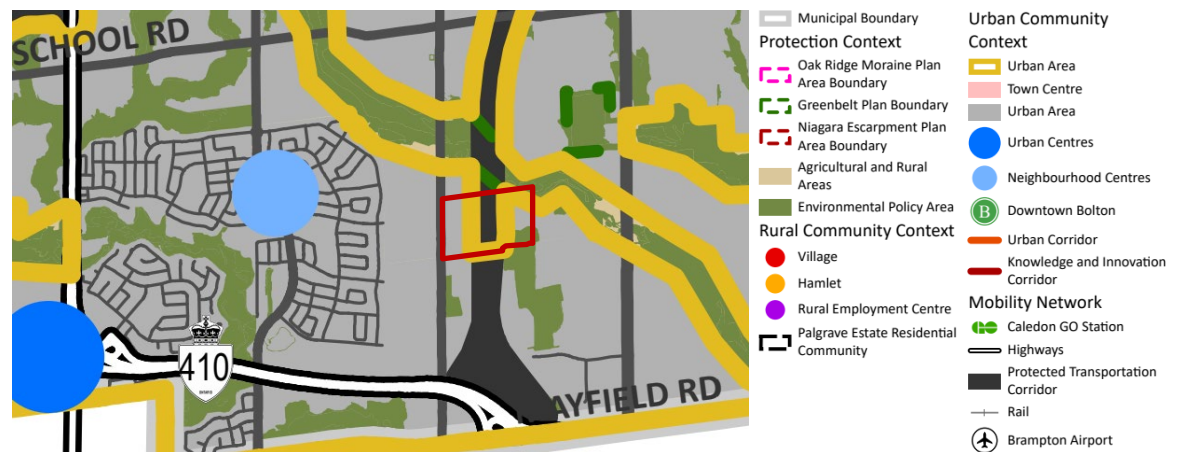 SCHOOL RD
410
AYFIELD RD
Municipal Boundary
Protection Context
Oak Ridge Moraine Plan
Area Boundary
Greenbelt Plan Boundary
Niagara Escarpment Plan
Area Boundary
Agricultural and Rural
Areas
Environmental Policy Area
Rural Community Context
Village
Hamlet
Rural Employment Centre
Palgrave Estate Residential
Community
Urban Community
Context
Urban Area
Town Centre
Urban Area
Urban Centres
Neighbourhood Centres
B
Downtown Bolton
Urban Corridor
Knowledge and Innovation
Corridor
Mobility Network
Caledon GO Station
Highways
Protected Transportation
Corridor
Rail
Brampton Airport